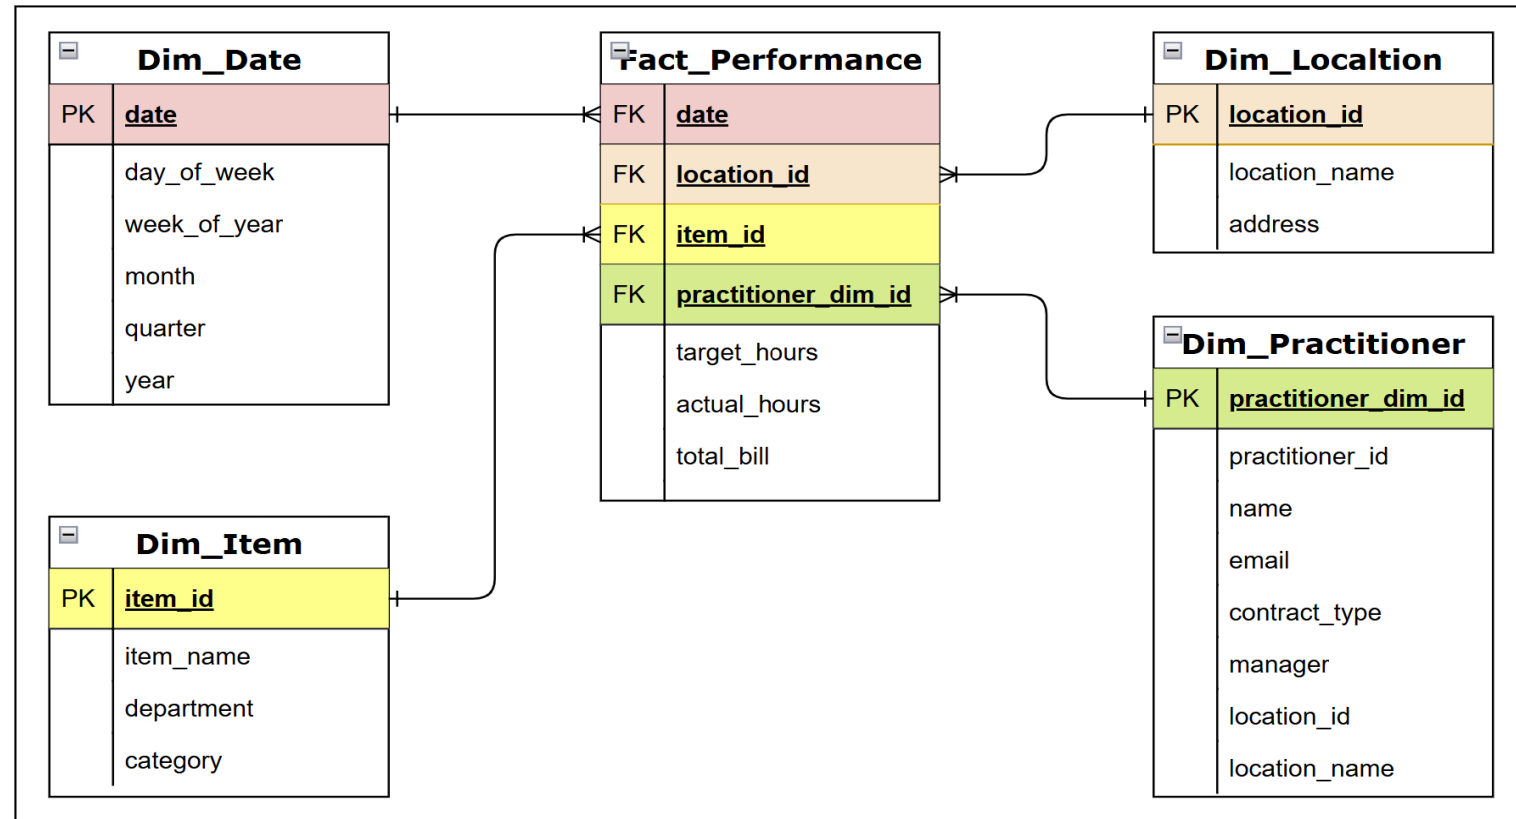 Dim_Date
PK date
day_of_week
week_of_year
month
quarter
year
Fact_Performance
FK date
FK location_id
FK item_id
FK practitioner_dim_id
target_hours
actual_hours
total_bill
Dim_Localtion
PK location_id
location_name
address
Dim_Practitioner
PK practitioner_dim_id
practitioner_id
name
email
contract_type
manager
location_id
location_name
Dim_Item
PK item_id
item_name
department
category